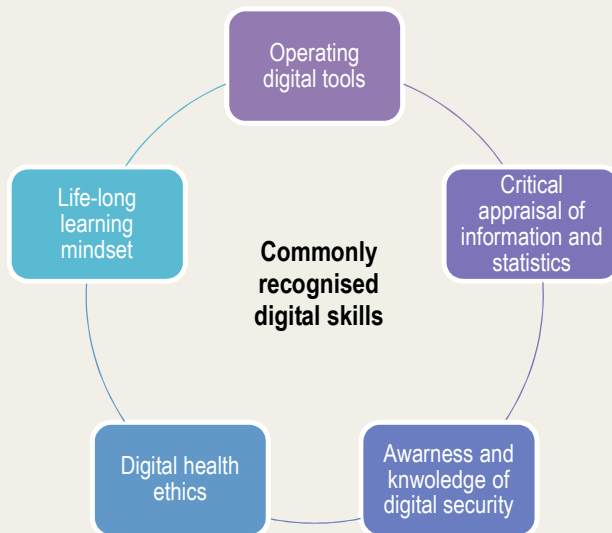 Operating
digital tools
Critical
appraisal of
information and
statistics
Awarness and
knwoledge of
digital security
Digital health
ethics
Life-long
learning
mindset
Commonly
recognised
digital skills